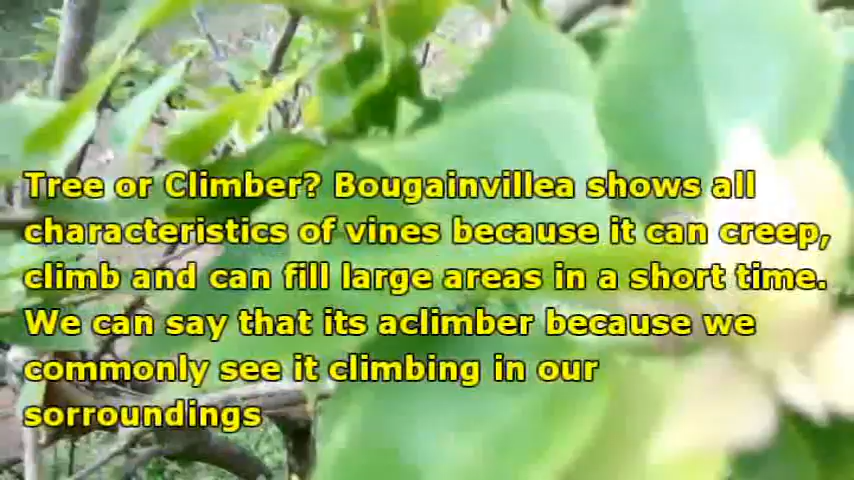 Tree or Climber? Bougainvillea shows all
characteristics of vines because it can creep,
climb and can fill large areas in a short time.
We can say that its aclimber because we
commonly see it climbing in our
sorroundings